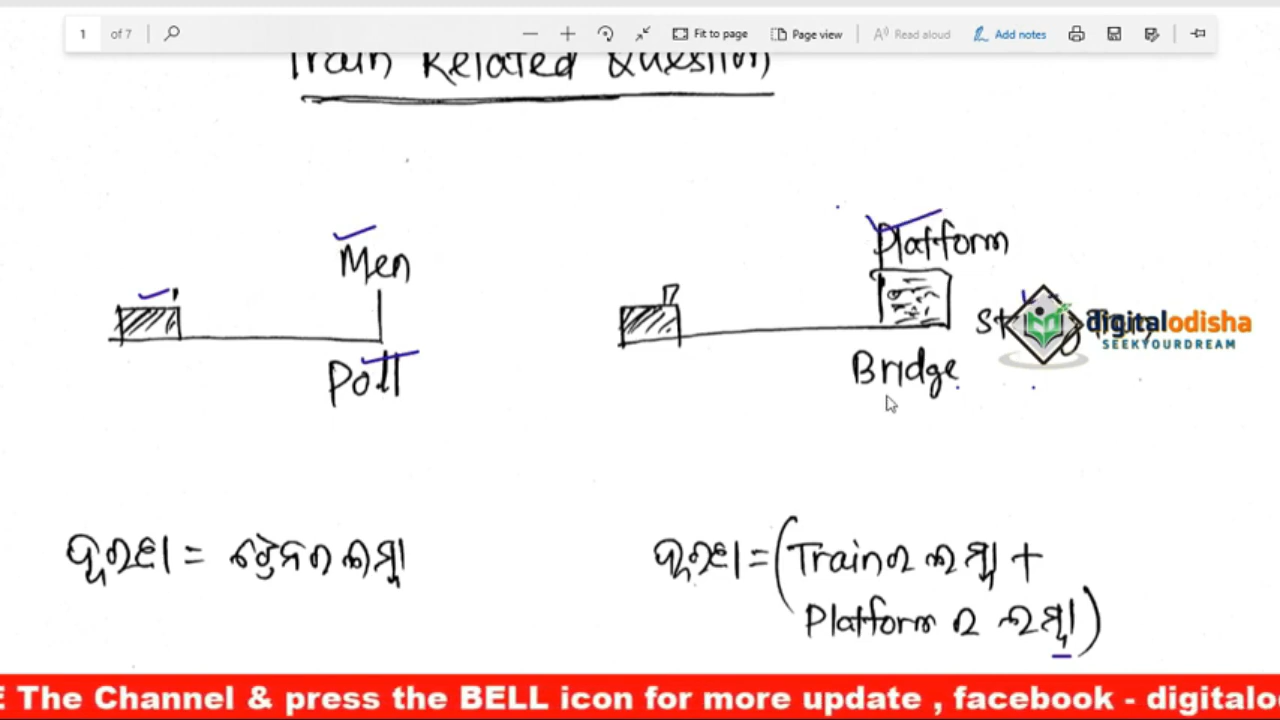 1 of 7 Fit to page Page view Read aloud Add notes
Train Related Question
Men
Platform
digitalodisha
SEEKYOURDREAM
Poll
Bridge
ଦୂରତା = ଟ୍ରେନର ଲମ୍ବା
ଦୂରତା = (Trainର ଲମ୍ବା +
Platform ର ଲମ୍ବା)
E The Channel & press the BELL icon for more update , facebook - digitalo